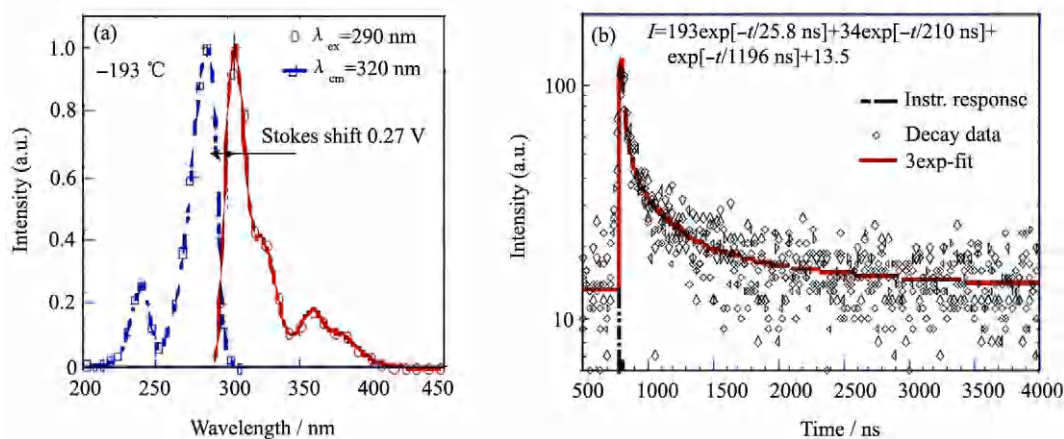 (a)
λex=290 nm
λem=320 nm
−193 ℃
Stokes shift 0.27 V
Intensity (a.u.)
1.0
0.8
0.6
0.4
0.2
0
200 250 300 350 400 450
Wavelength / nm
(b)
I=193exp[−t/25.8 ns]+34exp[−t/210 ns]+
exp[−t/1196 ns]+13.5
Instr. response
Decay data
3exp-fit
Intensity (a.u.)
100
10
500 1000 1500 2000 2500 3000 3500 4000
Time / ns